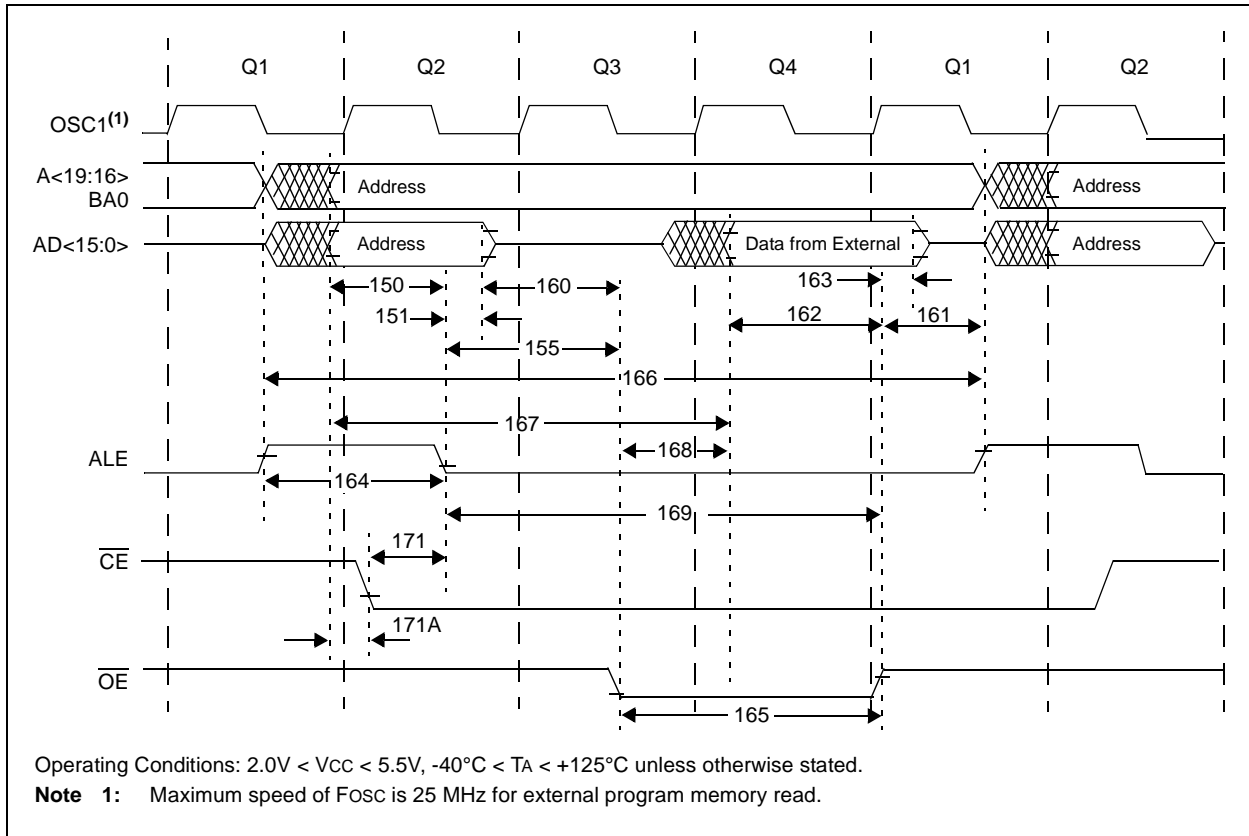 Q1 Q2 Q3 Q4 Q1 Q2
OSC1(1)
A<19:16>
BA0
Address Address
AD<15:0>
Address Data from External Address
150 160 163
151 162 161
155
166
167
168
ALE
164
169
171
CE
171A
OE
165
Operating Conditions: 2.0V < VCC < 5.5V, -40°C < TA < +125°C unless otherwise stated.
Note 1: Maximum speed of FOSC is 25 MHz for external program memory read.